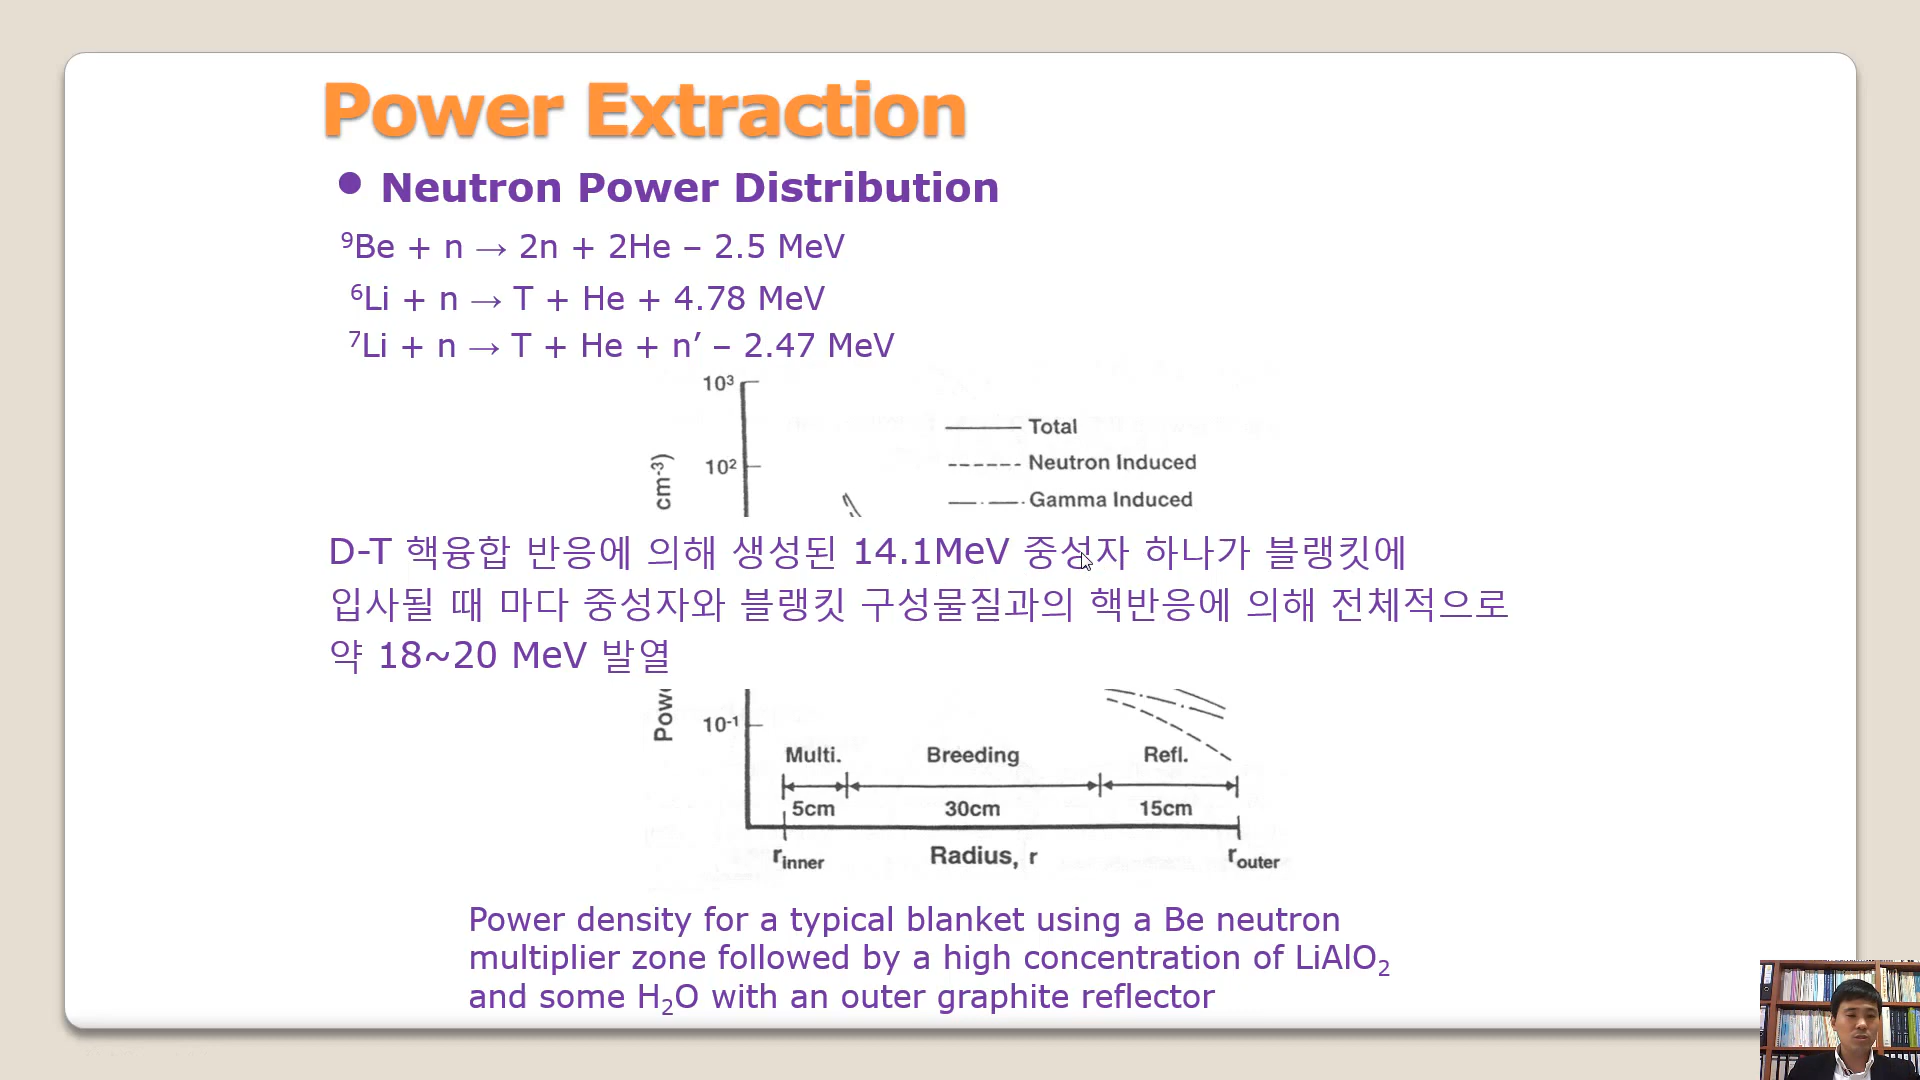 Power Extraction
● Neutron Power Distribution
⁹Be + n → 2n + 2He – 2.5 MeV
⁶Li + n → T + He + 4.78 MeV
⁷Li + n → T + He + n’ – 2.47 MeV
10³
Total
10²
Neutron Induced
cm⁻³)
Gamma Induced
D-T 핵융합 반응에 의해 생성된 14.1MeV 중성자 하나가 블랭킷에
입사될 때 마다 중성자와 블랭킷 구성물질과의 핵반응에 의해 전체적으로
약 18~20 MeV 발열
10⁻¹
Multi. Breeding Refl.
5cm 30cm 15cm
r inner Radius, r r outer
Power density for a typical blanket using a Be neutron
multiplier zone followed by a high concentration of LiAlO₂
and some H₂O with an outer graphite reflector